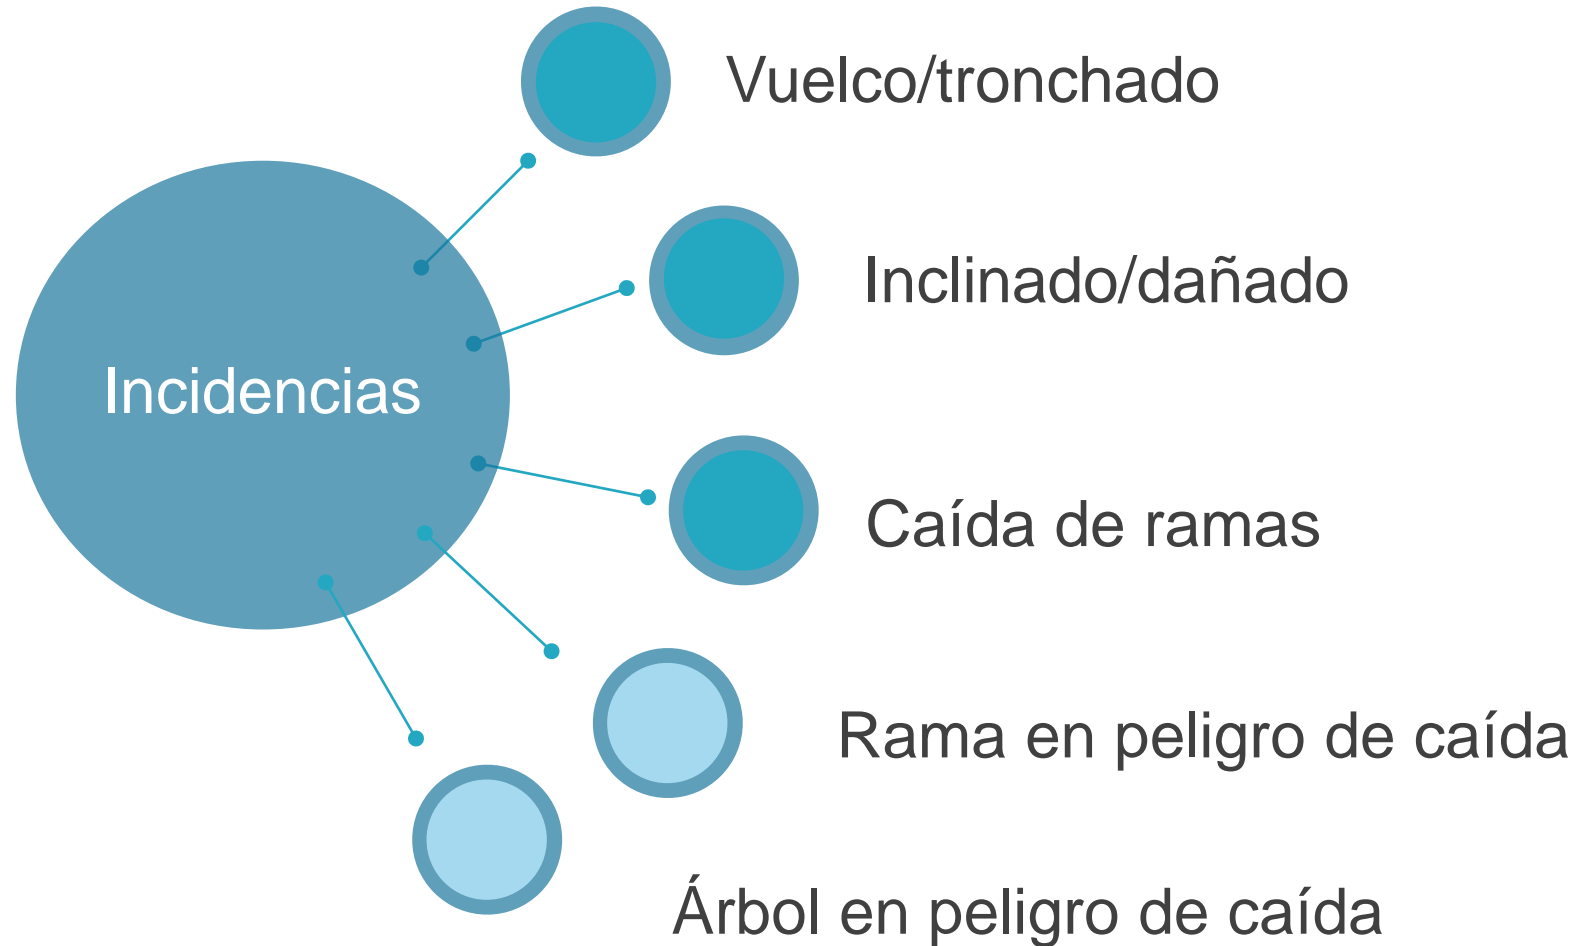 Vuelco/tronchado
Inclinado/dañado
Incidencias
Caída de ramas
Rama en peligro de caída
Árbol en peligro de caída